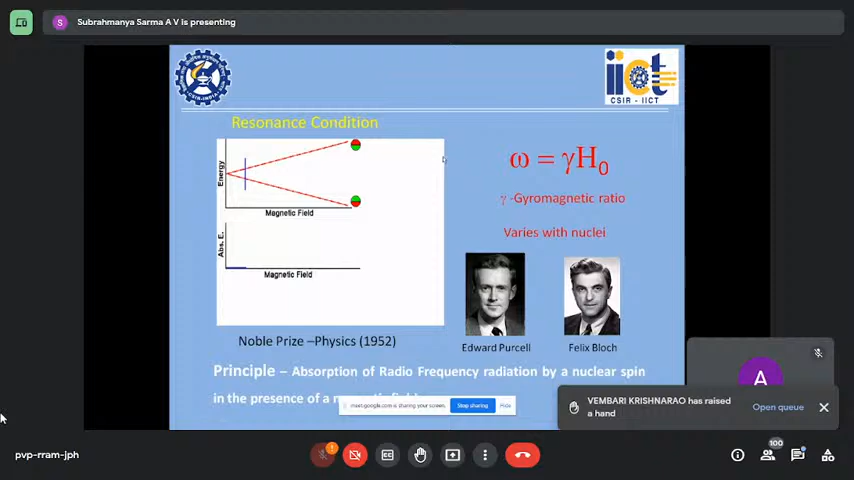 S Subrahmanya Sarma A V is presenting
CSIR-INDIA
iict
CSIR - IICT
Resonance Condition
Energy
Magnetic Field
Abs. E.
Magnetic Field
ω = γH0
γ -Gyromagnetic ratio
Varies with nuclei
Edward Purcell
Felix Bloch
Noble Prize –Physics (1952)
Principle – Absorption of Radio Frequency radiation by a nuclear spin
in the presence of a
meet.google.com is sharing your screen.
Stop sharing
Hide
A
VEMBARI KRISHNARAO has raised
a hand
Open queue
pvp-rram-jph
100